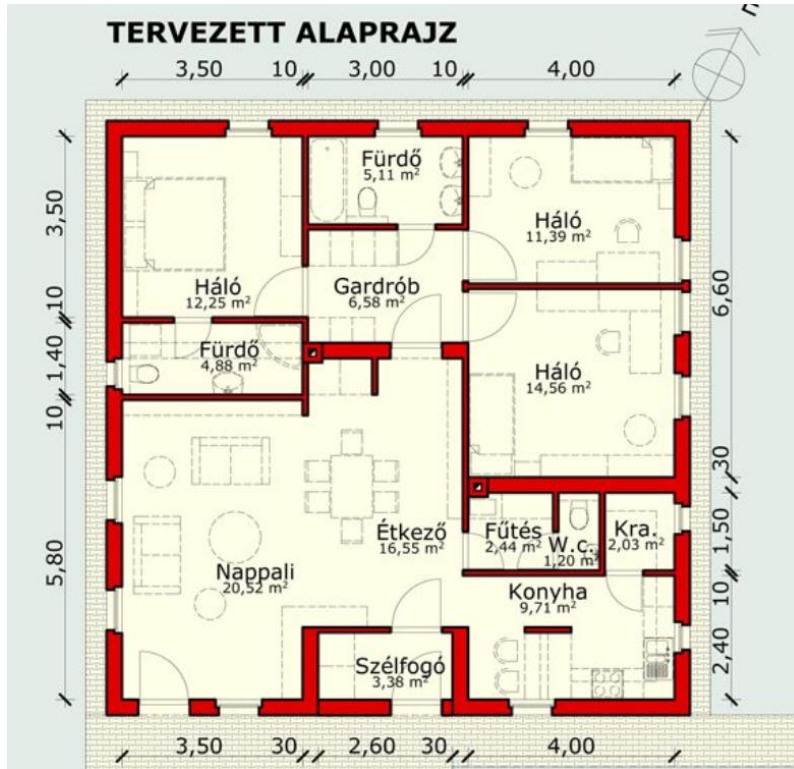 TERVEZETT ALAPRAJZ
3,50 10 3,00 10 4,00
Fürdő
5,11 m²
Háló
11,39 m²
Háló
12,25 m²
Gardrób
6,58 m²
Fürdő
4,88 m²
Háló
14,56 m²
Étkező
16,55 m²
Fűtés
2,44 m²
W.c.
1,20 m²
Kra.
2,03 m²
Nappali
20,52 m²
Konyha
9,71 m²
Szélfogó
3,38 m²
3,50
10
1,40
10
5,80
6,60
30
1,50
10
2,40
3,50 30 2,60 30 4,00